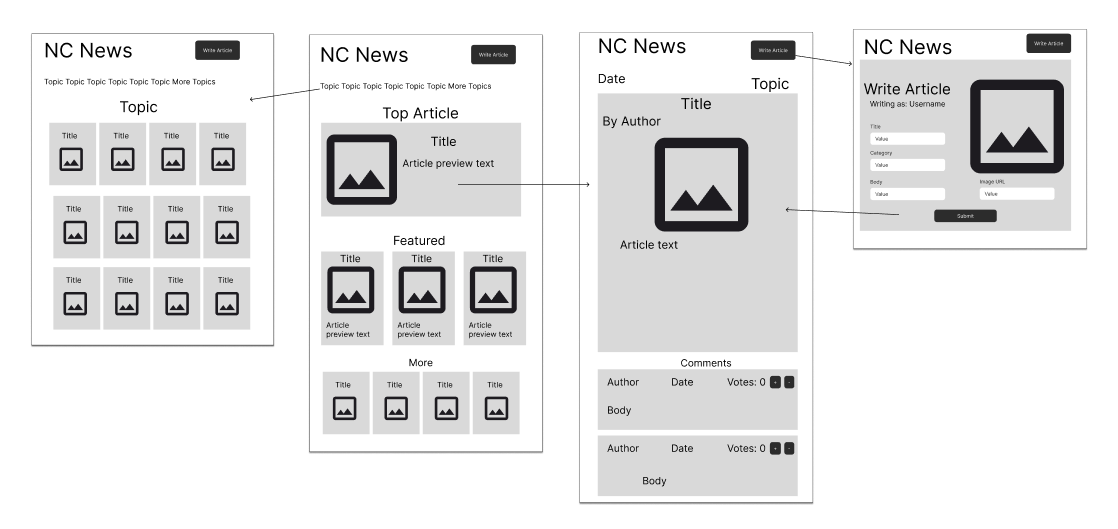 NC News
Write Article
Topic Topic Topic Topic Topic Topic More Topics
Topic
Title Title Title Title
Title Title Title Title
Title Title Title Title
NC News
Write Article
Topic Topic Topic Topic Topic Topic More Topics
Top Article
Title
Article preview text
Featured
Title Title Title
Article Article Article
preview text preview text preview text
More
Title Title Title Title
NC News
Write Article
Date
Topic
Title
By Author
Article text
Comments
Author Date Votes: 0 + -
Body
Author Date Votes: 0 + -
Body
NC News
Write Article
Write Article
Writing as: Username
Title
Value
Category
Value
Body Image URL
Value Value
Submit